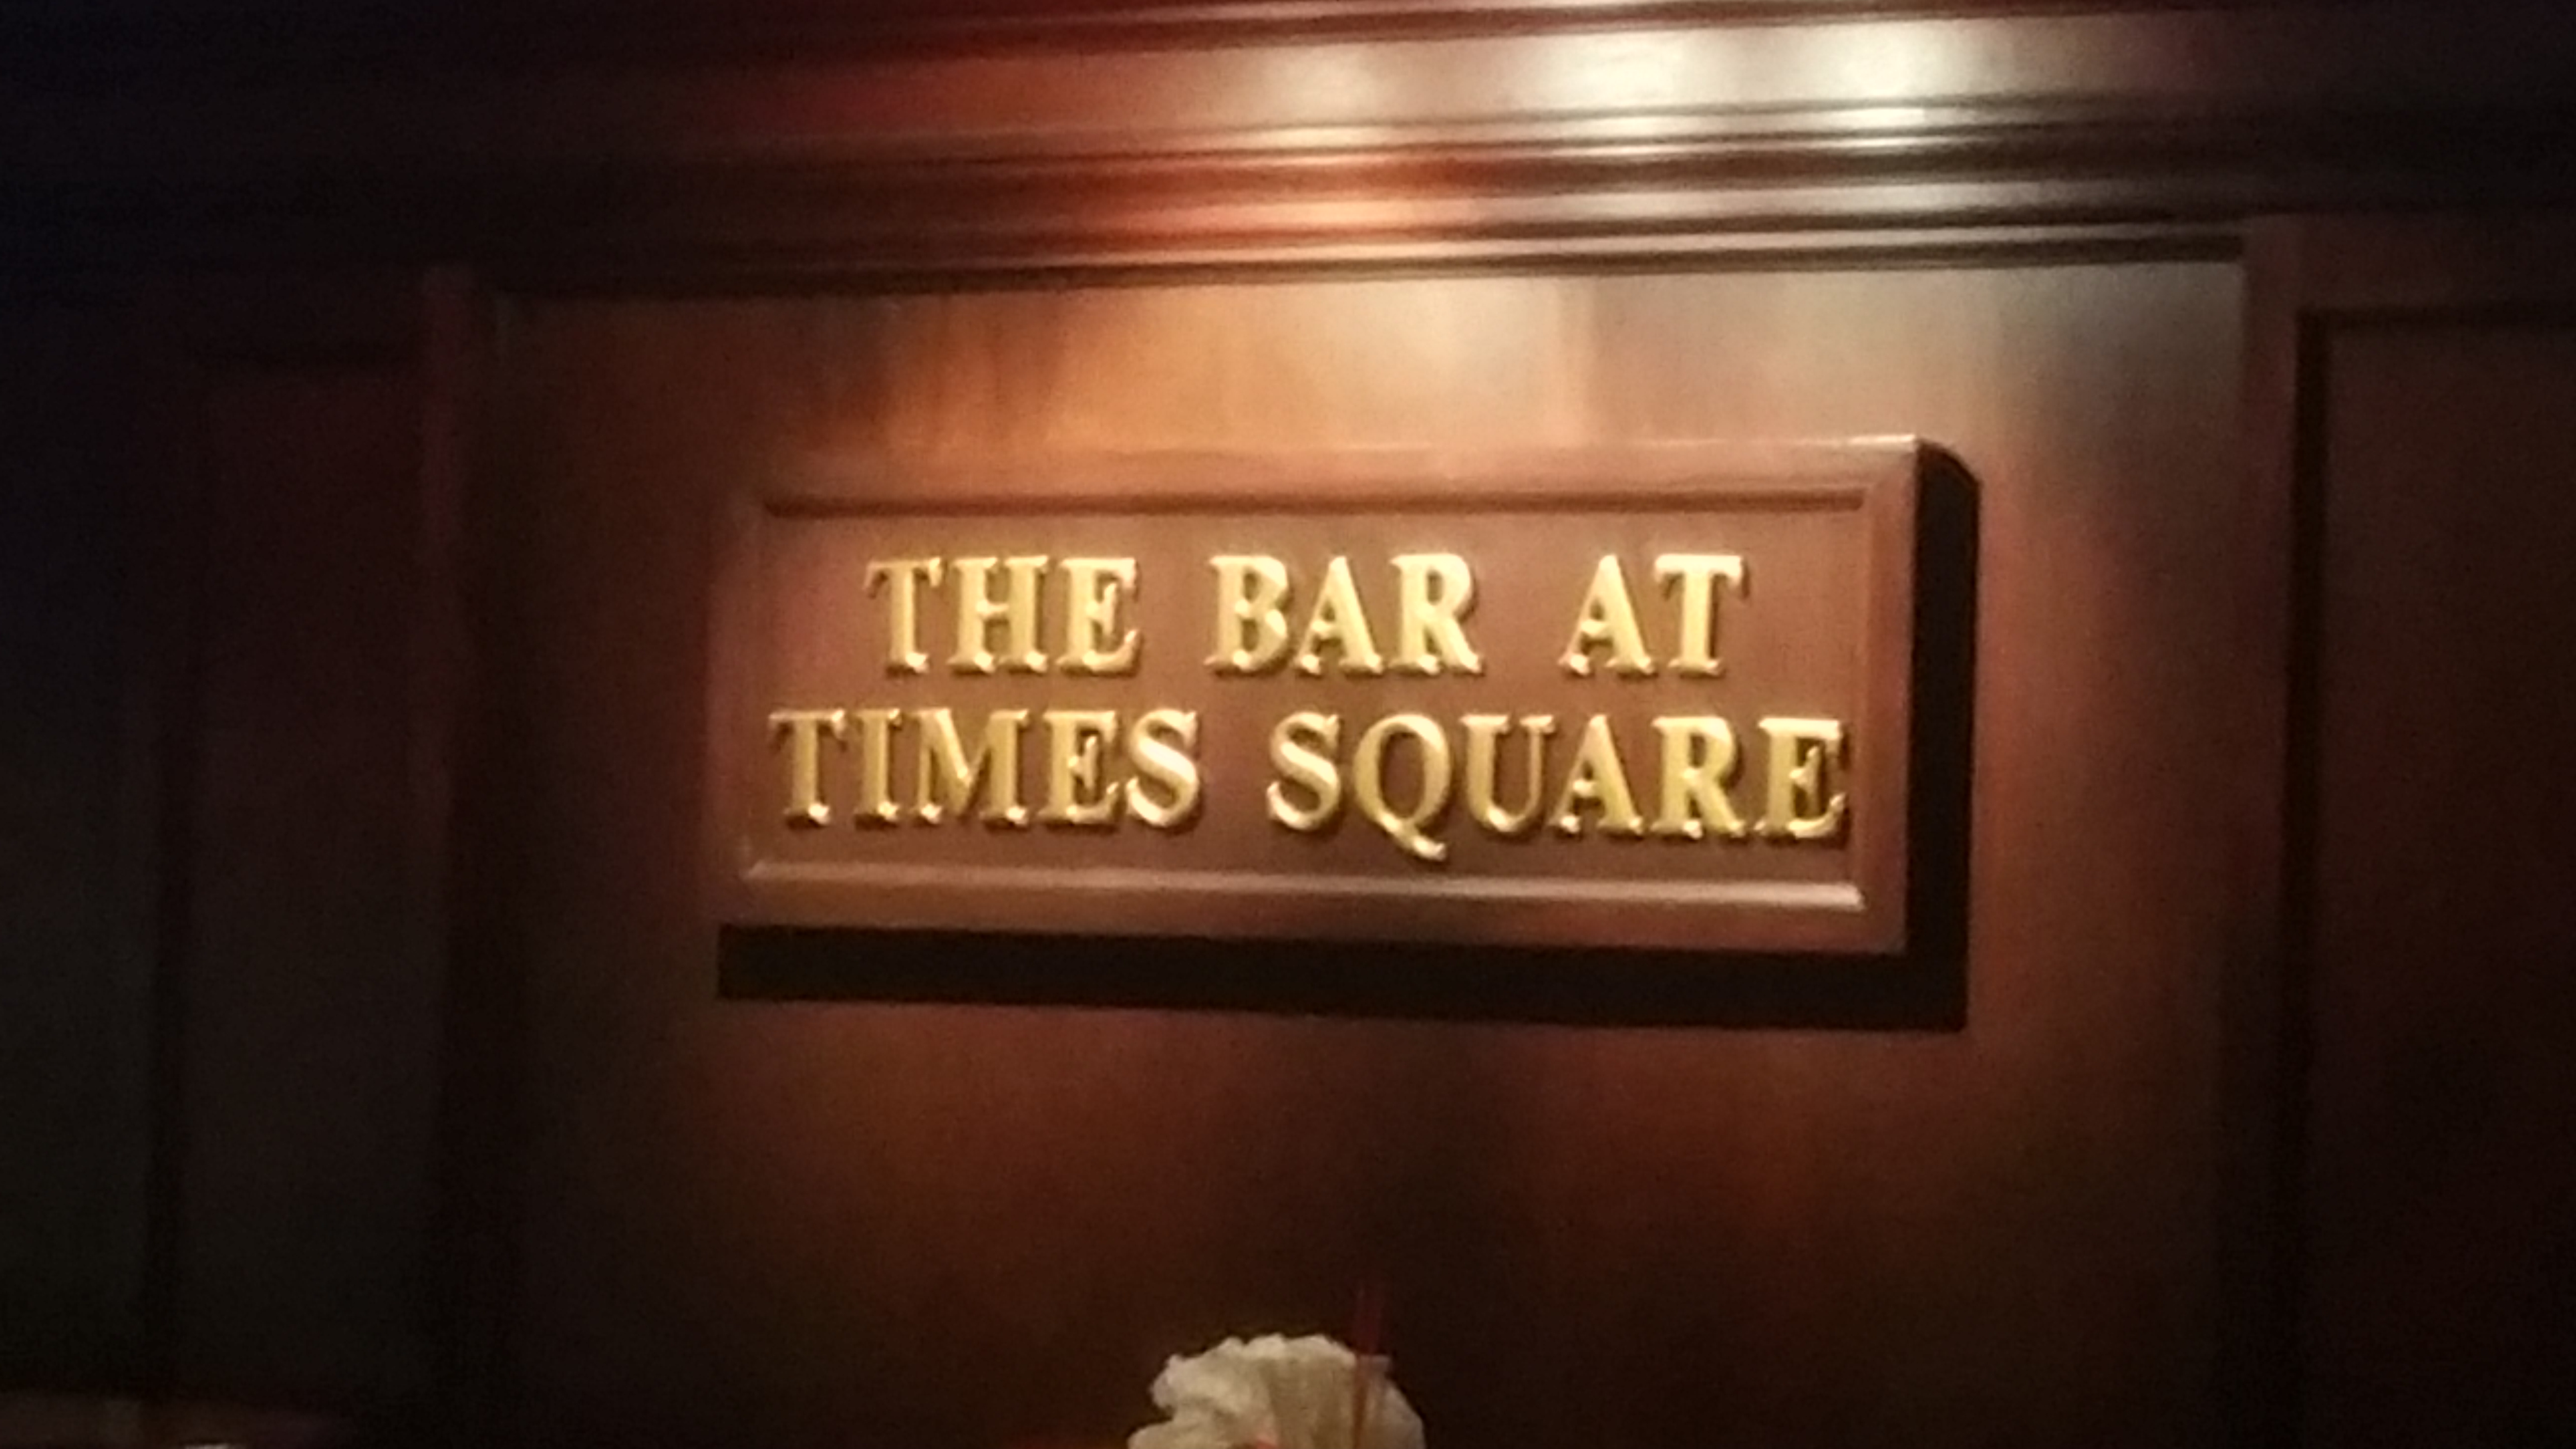 THE BAR AT
TIMES SQUARE